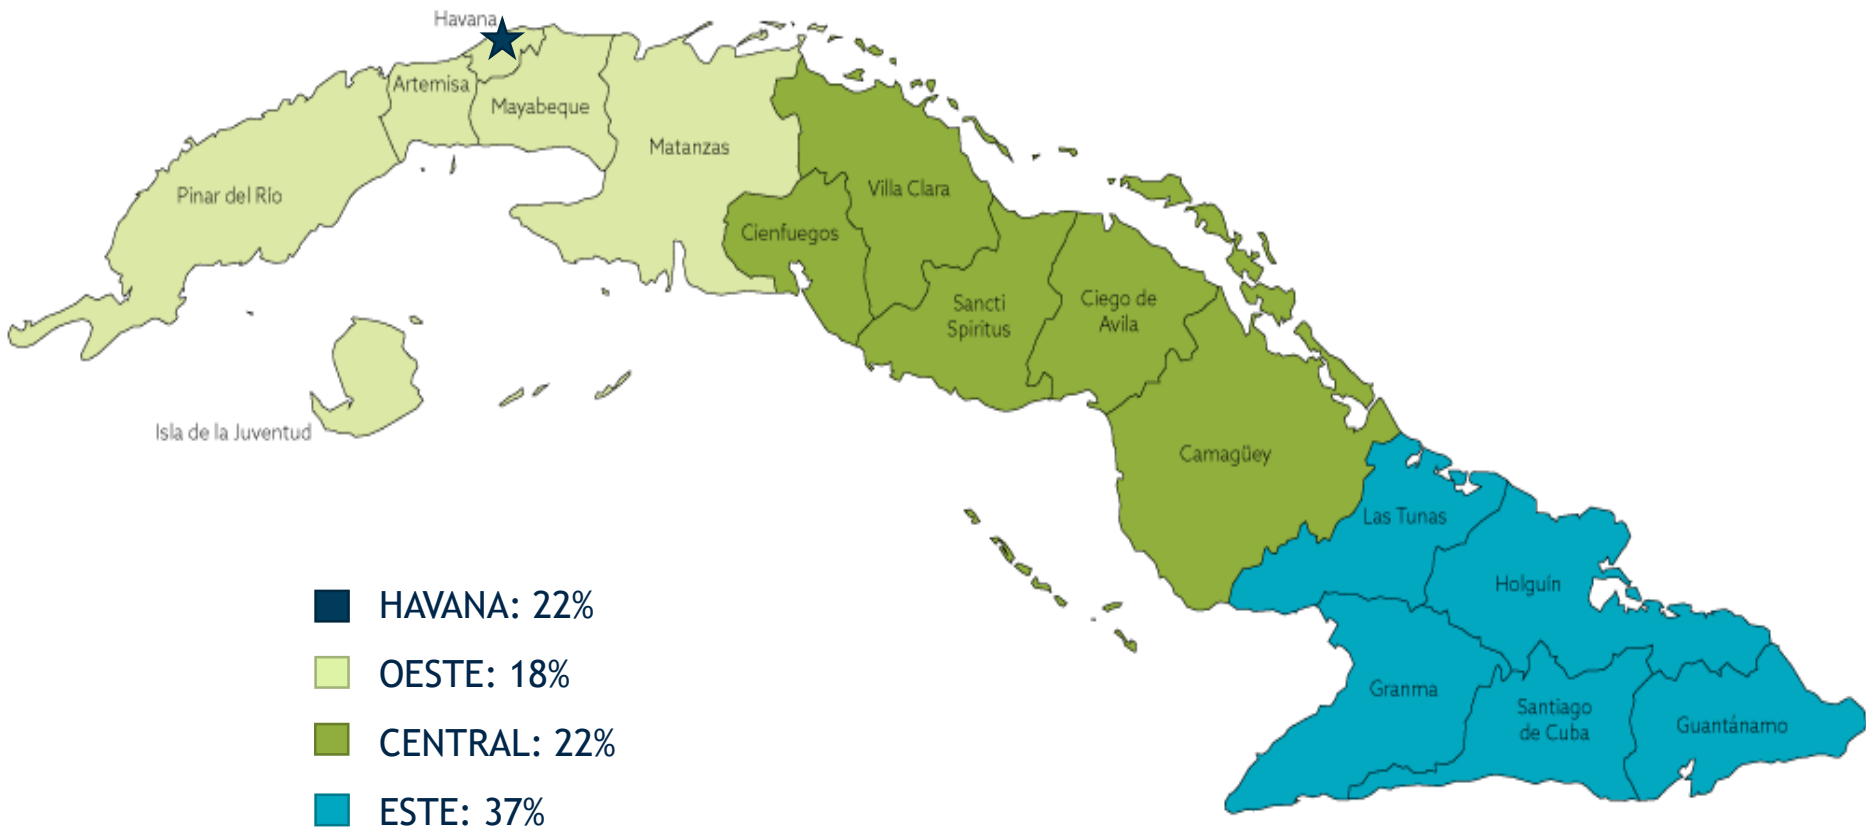 Havana
Artemisa
Mayabeque
Matanzas
Pinar del Río
Villa Clara
Cienfuegos
Sancti
Spiritus
Ciego de
Avila
Isla de la Juventud
Camagüey
Las Tunas
Holguín
Granma
Santiago
de Cuba
Guantánamo
HAVANA: 22%
OESTE: 18%
CENTRAL: 22%
ESTE: 37%